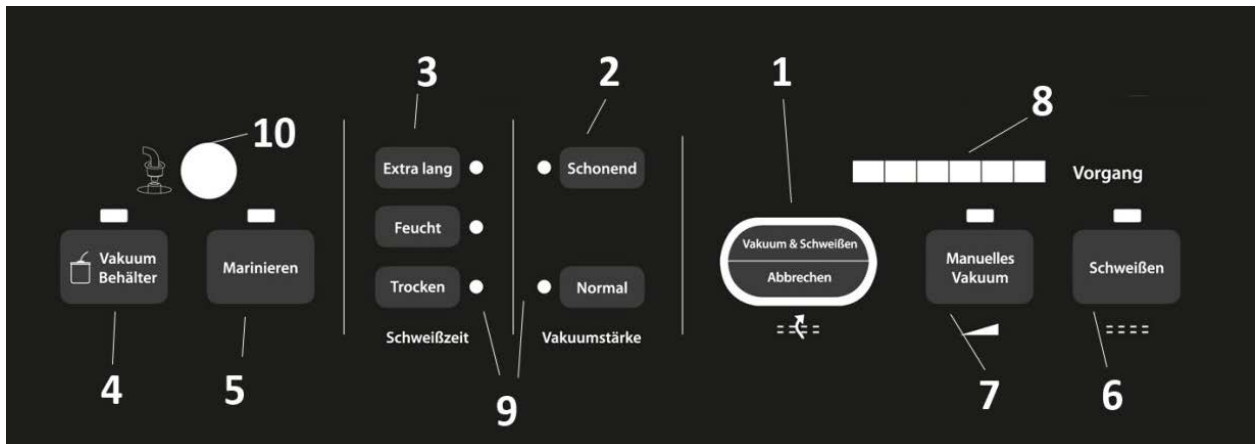 3
2
1
8
10
Extra lang
Schonend
Vorgang
Feucht
Vakuum
Behälter
Marinieren
Vakuum & Schweißen
Abbrechen
Manuelles
Vakuum
Schweißen
Trocken
Normal
Schweißzeit
Vakuumstärke
4
5
9
7
6